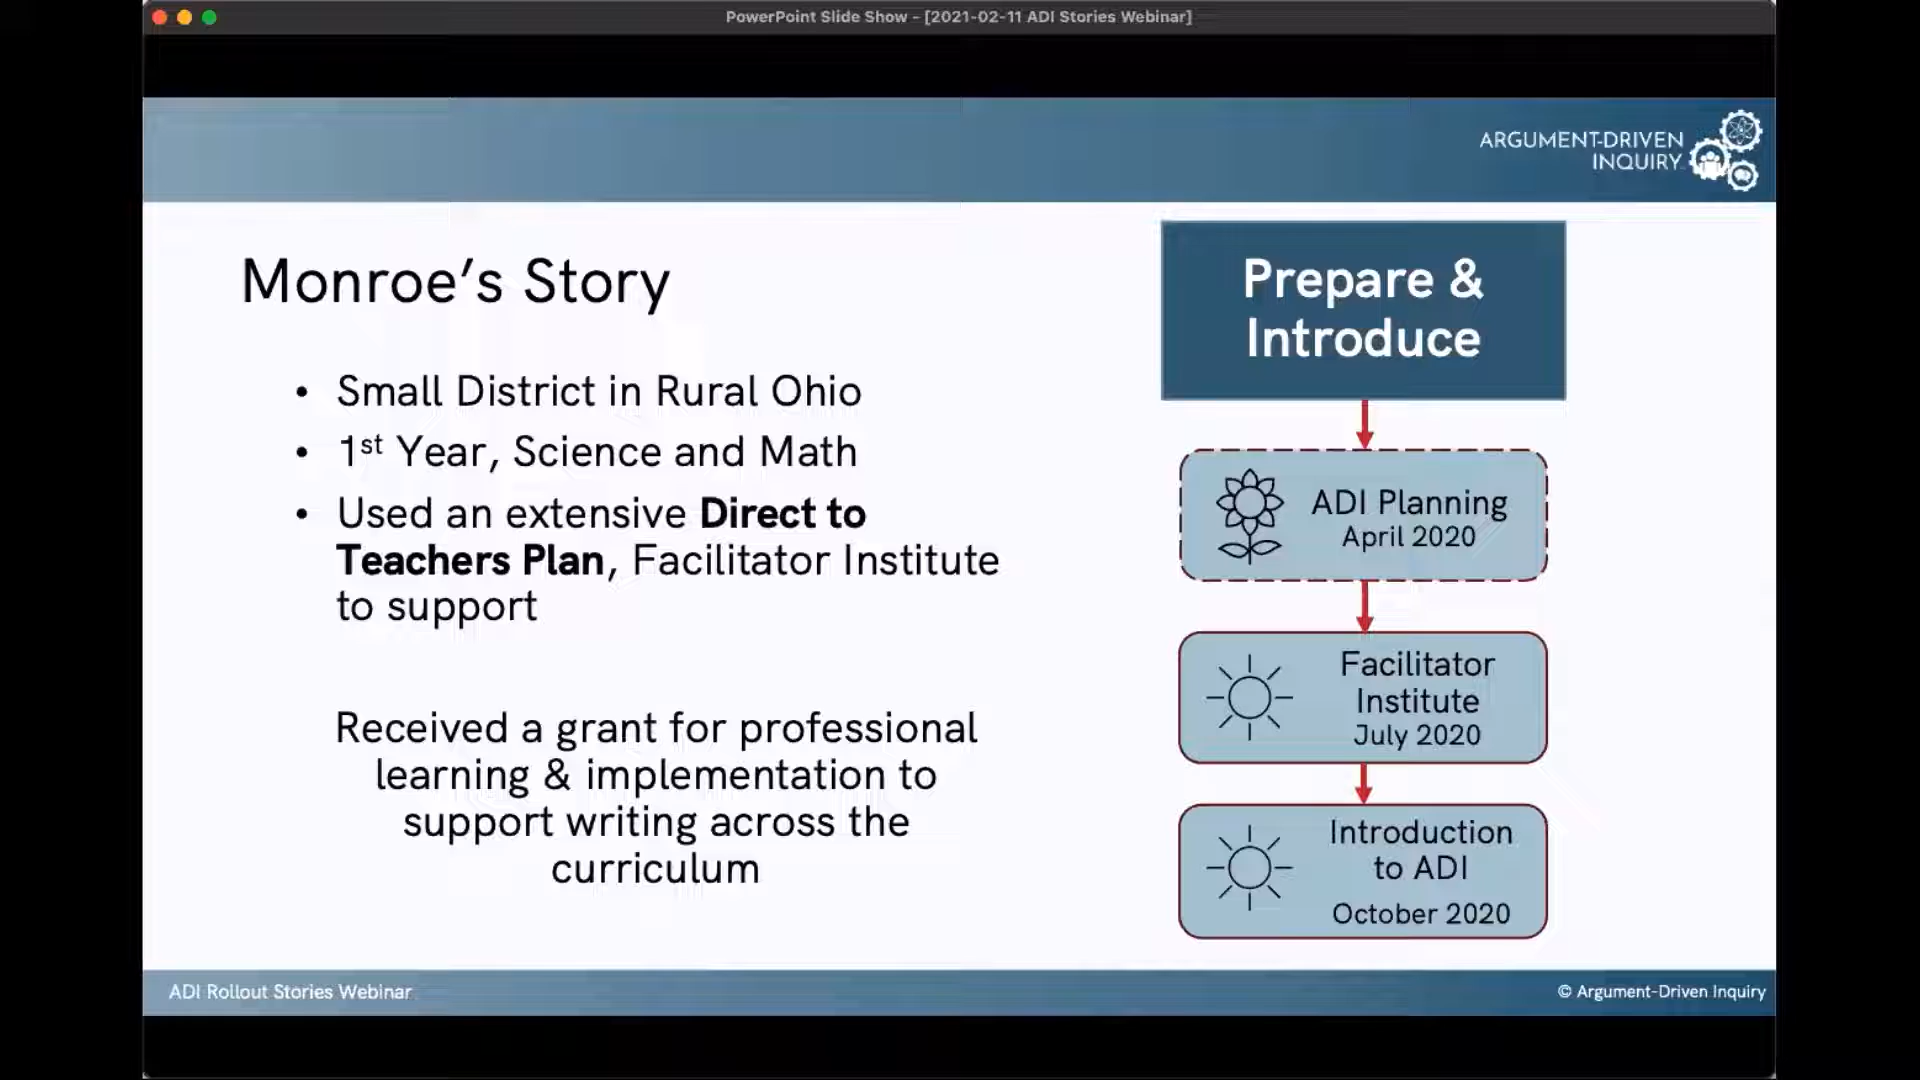 PowerPoint Slide Show - [2021-02-11 ADI Stories Webinar]
ARGUMENT-DRIVEN
INQUIRY
Monroe's Story
• Small District in Rural Ohio
• 1st Year, Science and Math
• Used an extensive Direct to
Teachers Plan, Facilitator Institute
to support
Received a grant for professional
learning & implementation to
support writing across the
curriculum
Prepare &
Introduce
ADI Planning
April 2020
Facilitator
Institute
July 2020
Introduction
to ADI
October 2020
ADI Rollout Stories Webinar
© Argument-Driven Inquiry